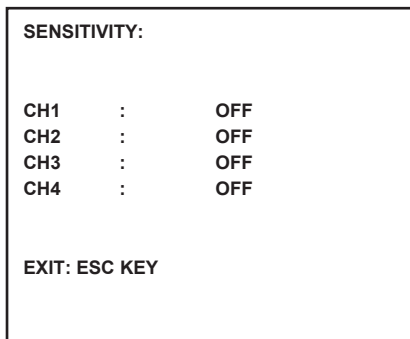 SENSITIVITY:
CH1 : OFF
CH2 : OFF
CH3 : OFF
CH4 : OFF
EXIT: ESC KEY